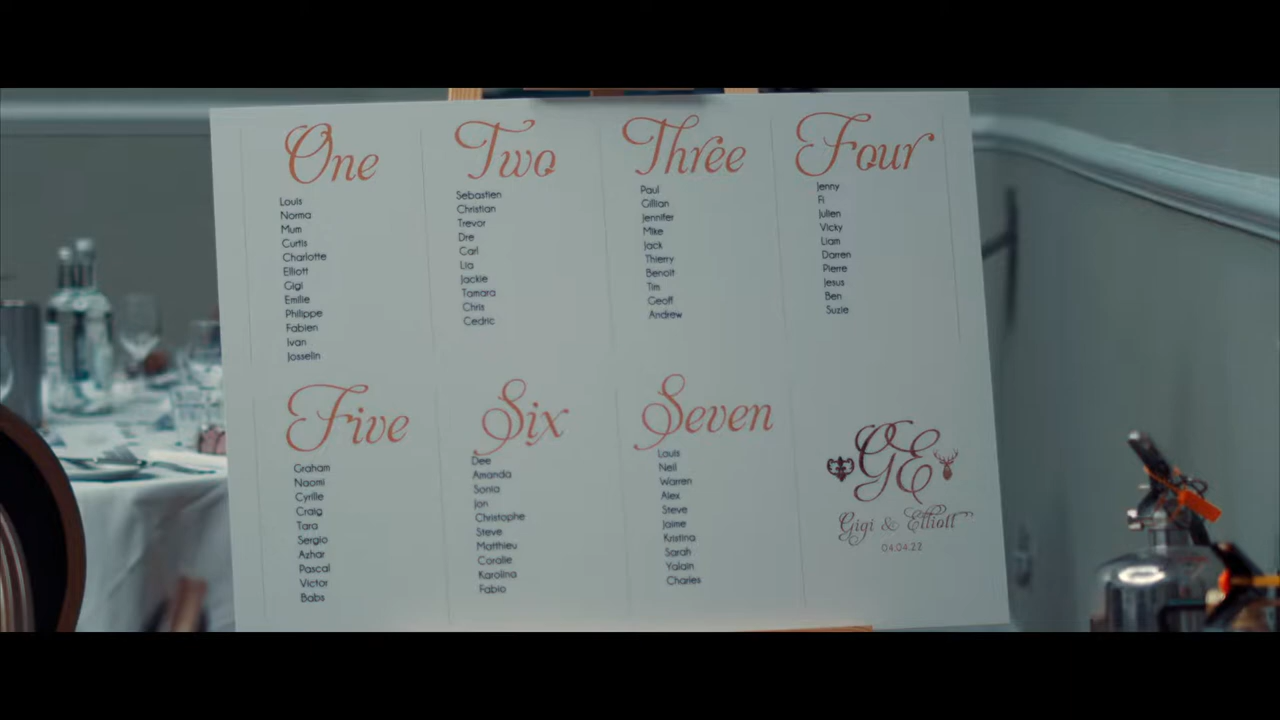 One
Louis
Norma
Mum
Curtis
Charlotte
Elliott
Gigi
Emilie
Philippe
Fabien
Ivan
Josselin
Two
Sebastien
Christian
Trevor
Dre
Carl
Lia
Jackie
Tamara
Chris
Cedric
Three
Paul
Gillian
Jennifer
Mike
Jack
Thierry
Benoit
Tim
Geoff
Andrew
Four
Jenny
Fi
Julien
Vicky
Liam
Darren
Pierre
Jesus
Ben
Suzie
Five
Graham
Naomi
Cyrille
Craig
Tara
Sergio
Azhar
Pascal
Victor
Babs
Six
Dee
Amanda
Sonia
Jon
Christophe
Steve
Matthieu
Coralie
Karolina
Fabio
Seven
Louis
Neil
Warren
Alex
Steve
Jaime
Kristina
Sarah
Yalain
Charles
GE
Gigi & Elliott
04.04.22